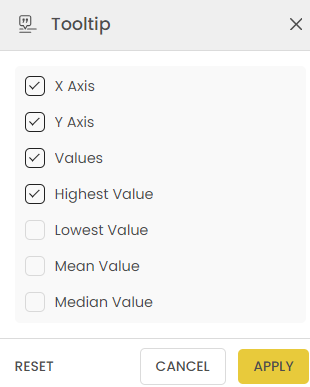 Tooltip
X Axis
Y Axis
Values
Highest Value
Lowest Value
Mean Value
Median Value
RESET CANCEL APPLY